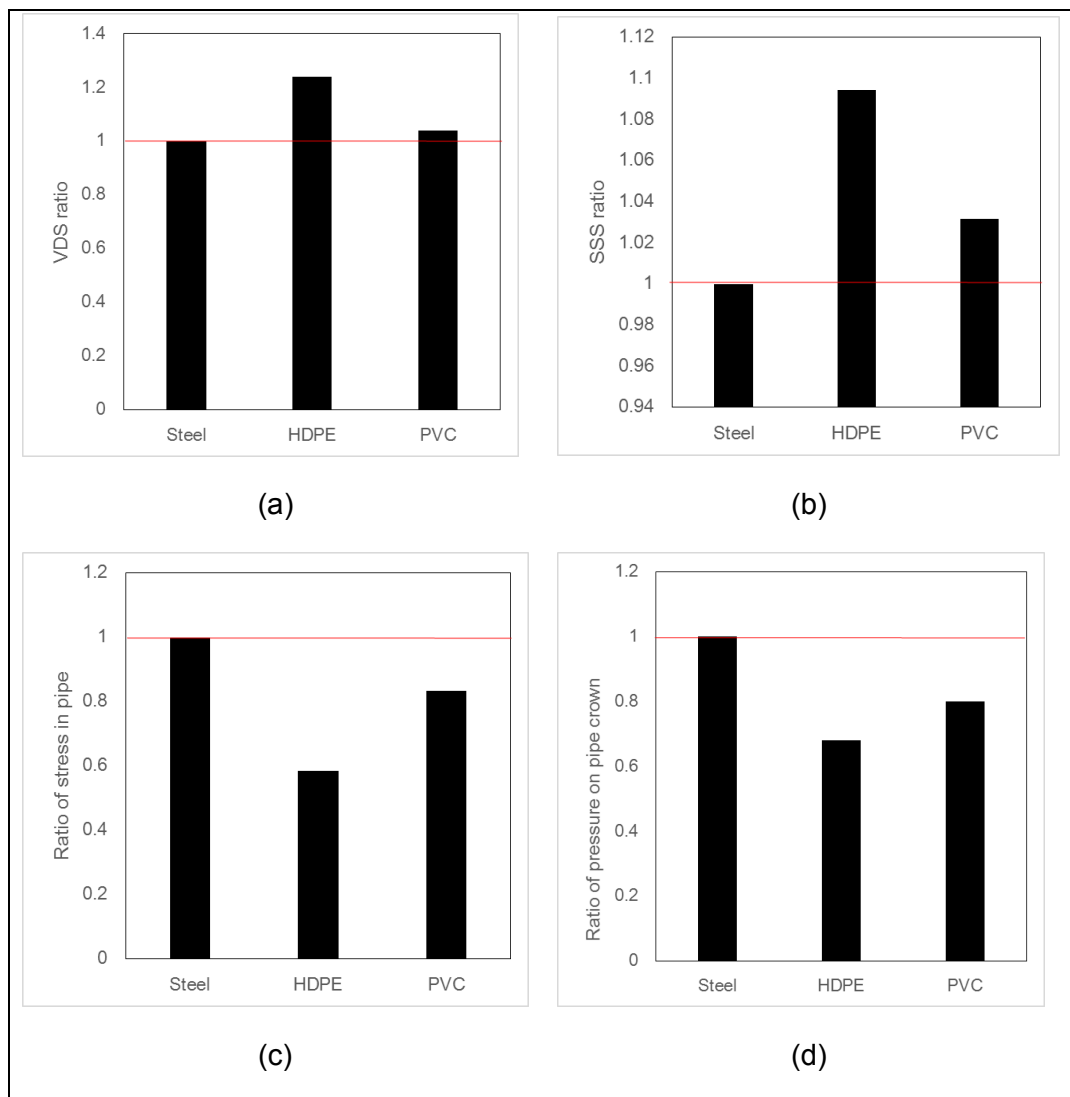 VDS ratio
1.4
1.2
1
0.8
0.6
0.4
0.2
0
Steel HDPE PVC
(a)
SSS ratio
1.12
1.1
1.08
1.06
1.04
1.02
1
0.98
0.96
0.94
Steel HDPE PVC
(b)
Ratio of stress in pipe
1.2
1
0.8
0.6
0.4
0.2
0
Steel HDPE PVC
(c)
Ratio of pressure on pipe crown
1.2
1
0.8
0.6
0.4
0.2
0
Steel HDPE PVC
(d)